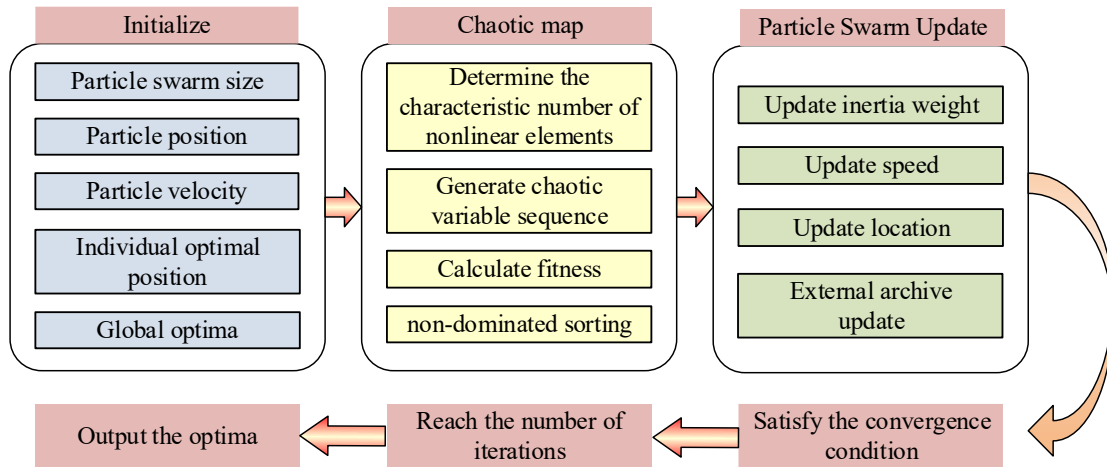 Initialize
Particle swarm size
Particle position
Particle velocity
Individual optimal
position
Global optima
Chaotic map
Determine the
characteristic number of
nonlinear elements
Generate chaotic
variable sequence
Calculate fitness
non-dominated sorting
Particle Swarm Update
Update inertia weight
Update speed
Update location
External archive
update
Satisfy the convergence
condition
Reach the number of
iterations
Output the optima